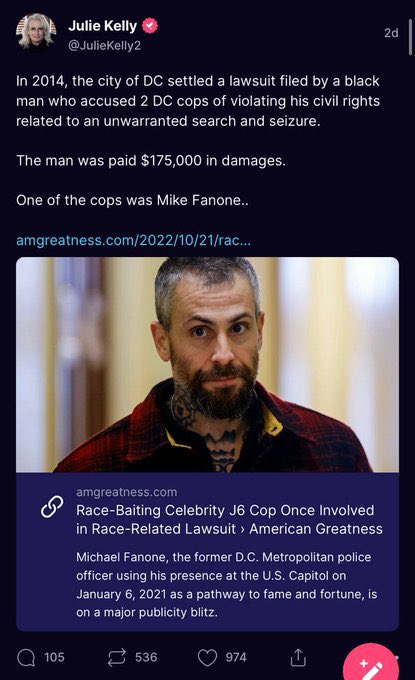 Julie Kelly
@JulieKelly2
2d
In 2014, the city of DC settled a lawsuit filed by a black
man who accused 2 DC cops of violating his civil rights
related to an unwarranted search and seizure.
The man was paid $175,000 in damages.
One of the cops was Mike Fanone..
amgreatness.com/2022/10/21/rac...
amgreatness.com
Race-Baiting Celebrity J6 Cop Once Involved
in Race-Related Lawsuit › American Greatness
Michael Fanone, the former D.C. Metropolitan police
officer using his presence at the U.S. Capitol on
January 6, 2021 as a pathway to fame and fortune, is
on a major publicity blitz.
105
536
974